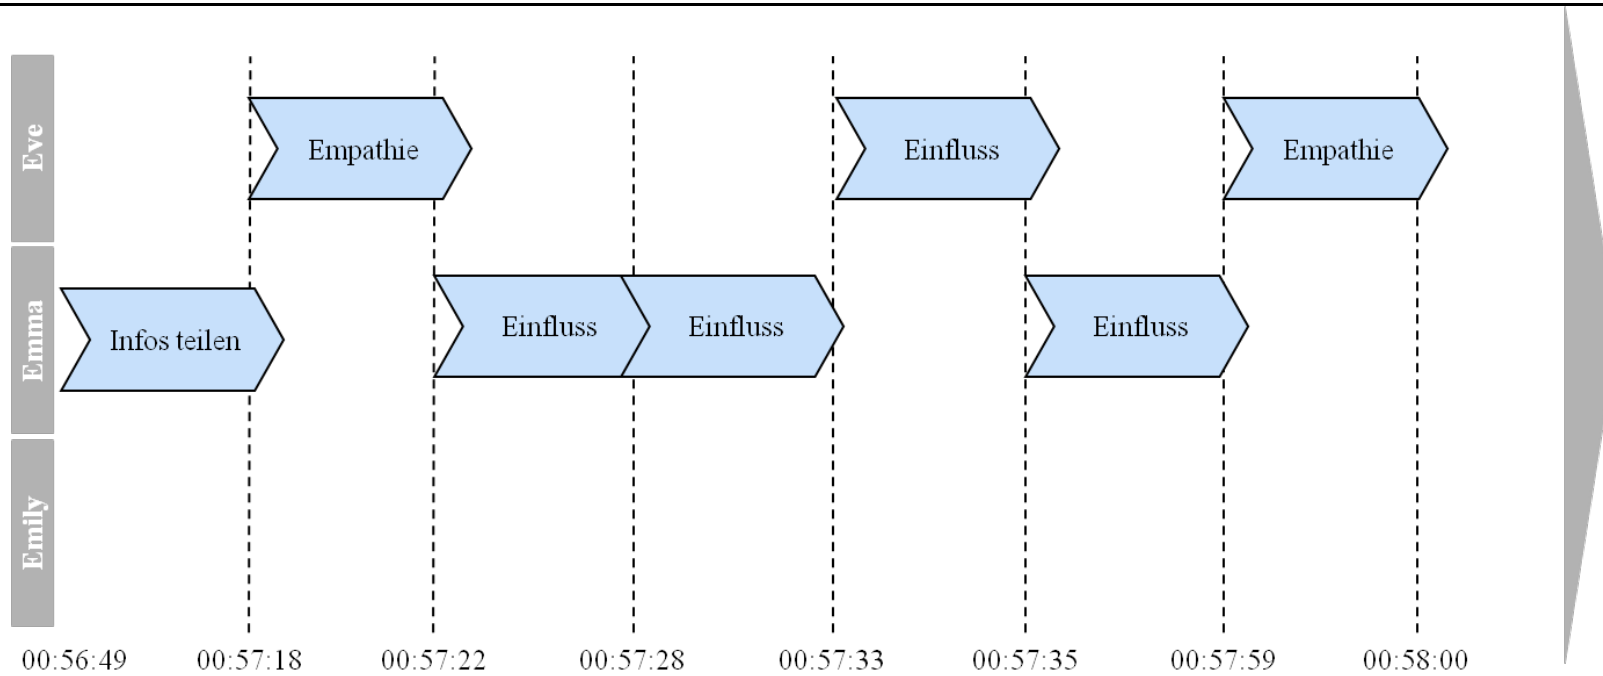 Eve
Empathie
Einfluss
Empathie
Emma
Infos teilen
Einfluss
Einfluss
Einfluss
Emily
00:56:49
00:57:18
00:57:22
00:57:28
00:57:33
00:57:35
00:57:59
00:58:00